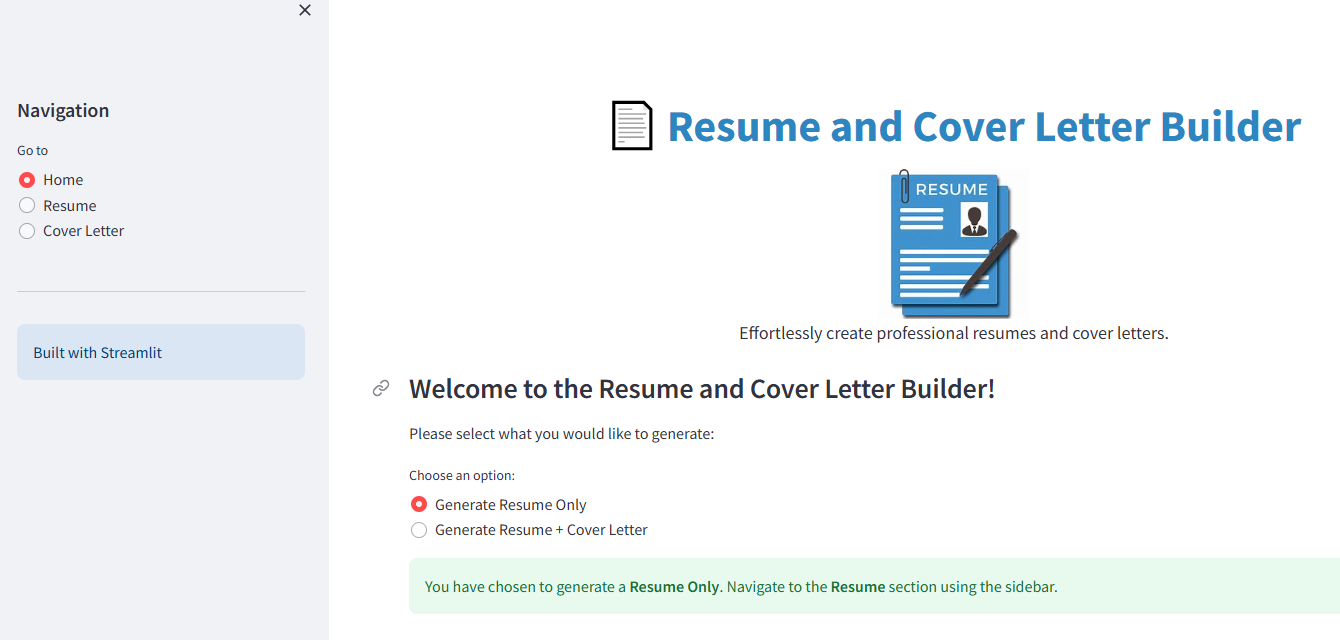 Navigation
Go to
Home
Resume
Cover Letter
Built with Streamlit
Resume and Cover Letter Builder
RESUME
Effortlessly create professional resumes and cover letters.
Welcome to the Resume and Cover Letter Builder!
Please select what you would like to generate:
Choose an option:
Generate Resume Only
Generate Resume + Cover Letter
You have chosen to generate a Resume Only. Navigate to the Resume section using the sidebar.